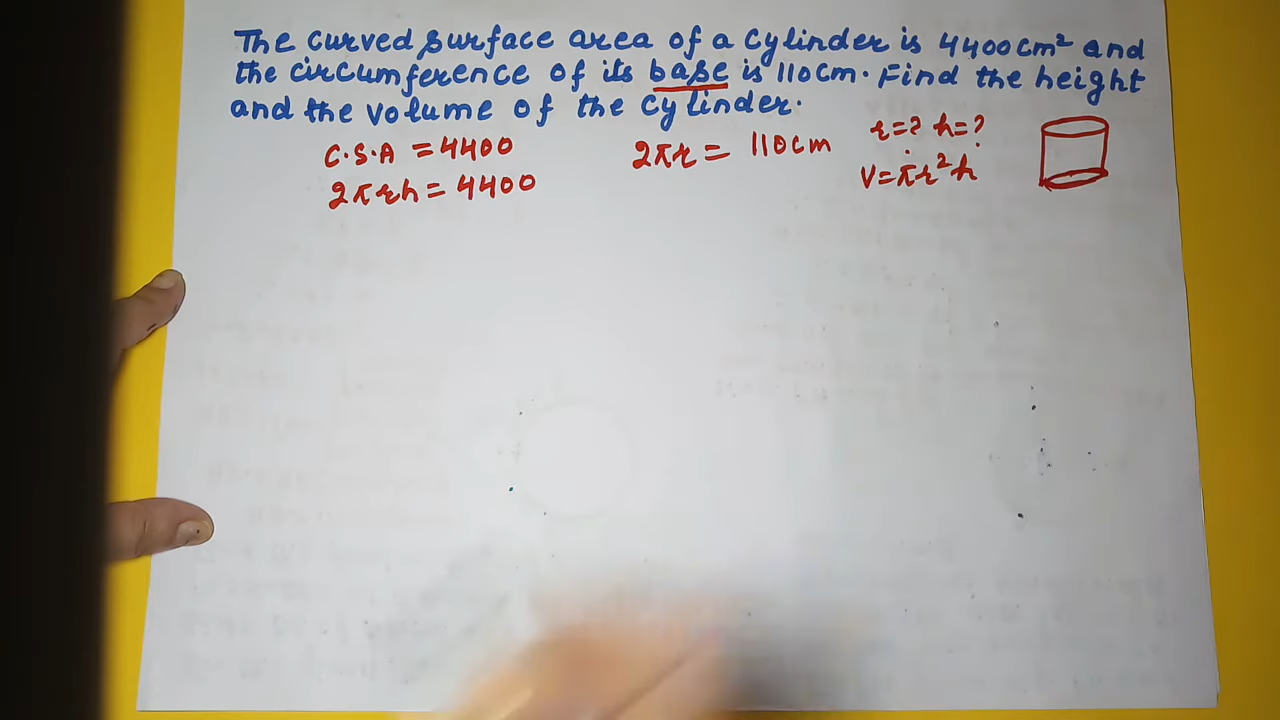 The curved surface area of a cylinder is 4400cm² and
the circumference of its base is 110cm. Find the height
and the volume of the cylinder.
C.S.A = 4400
2πrh = 4400
2πr = 110cm
r=? h=?
V=πr²h